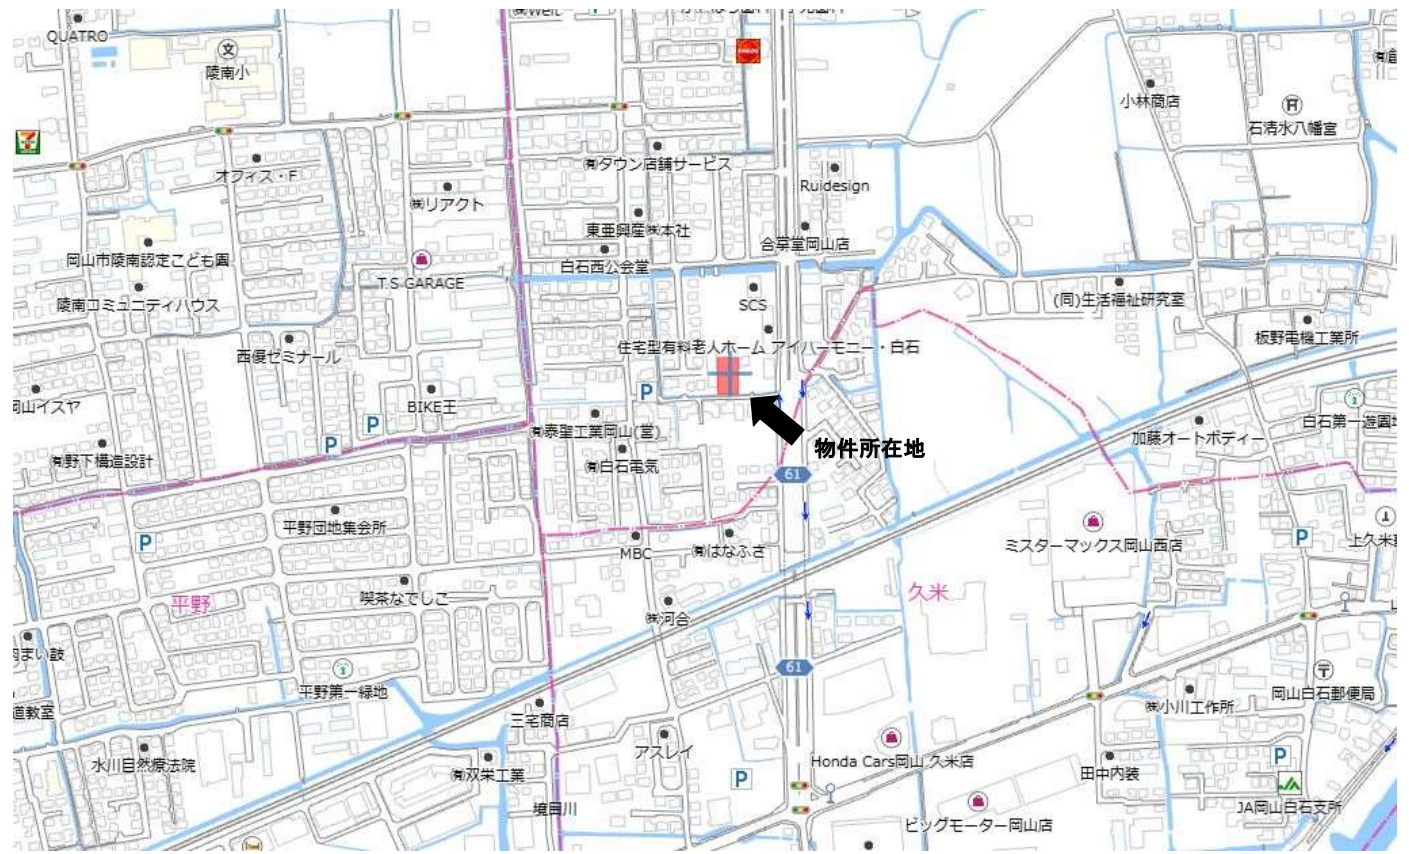 QUATRO
文
陵南小
ENEOS
小林商店
石清水八幡宮
7
オフィス・F
㈲タウン店舗サービス
㈱リアクト
Ruidesign
東亜興産㈱本社
合草堂岡山店
岡山市陵南認定こども園
白石西公会堂
T.S GARAGE
陵南コミュニティハウス
SCS
(同)生活福祉研究室
板野電機工業所
西優ゼミナール
住宅型有料老人ホーム アイハーモニー・白石
P
岡山イスヤ
BIKE王
P
P
白石第一遊園地
㈲泰聖工業岡山(営)
物件所在地
加藤オートボディー
㈲野下構造設計
㈲白石電気
61
平野団地集会所
P
MBC
㈲はなふさ
ミスターマックス岡山西店
P
上久米
平野
喫茶なでしこ
久米
㈱河合
まい鼓
61
平野第一緑地
岡山白石郵便局
道教室
三宅商店
㈱小川工作所
水川自然療法院
㈲双栄工業
アスレイ
P
Honda Cars岡山 久米店
田中内装
P
境目川
ビッグモーター岡山店
JA岡山白石支所